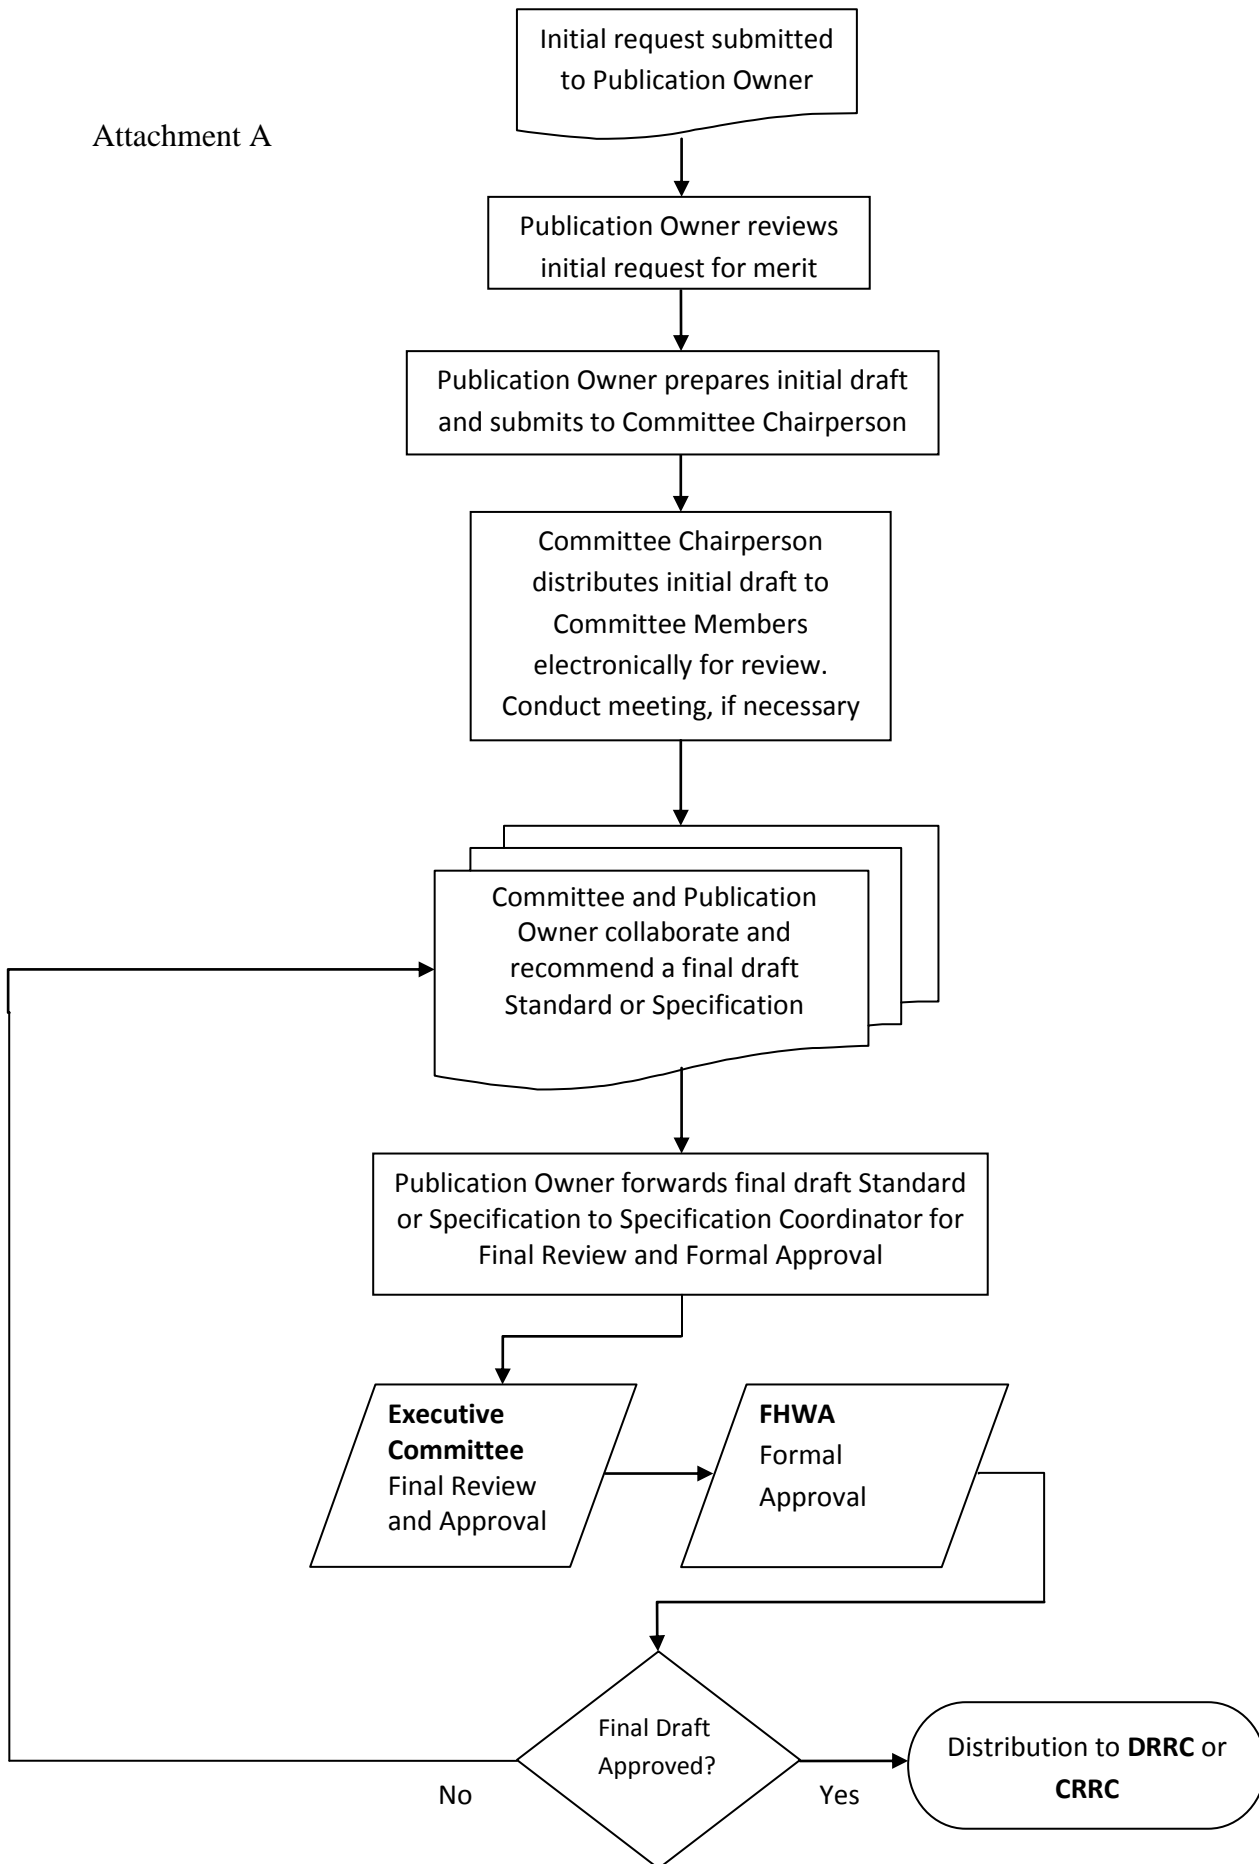 Initial request submitted
to Publication Owner
Attachment A
Publication Owner reviews
initial request for merit
Publication Owner prepares initial draft
and submits to Committee Chairperson
Committee Chairperson
distributes initial draft to
Committee Members
electronically for review.
Conduct meeting, if necessary
Committee and Publication
Owner collaborate and
recommend a final draft
Standard or Specification
Publication Owner forwards final draft Standard
or Specification to Specification Coordinator for
Final Review and Formal Approval
Executive
Committee
Final Review
and Approval
FHWA
Formal
Approval
Final Draft
Approved?
No
Yes
Distribution to DRRC or
CRRC